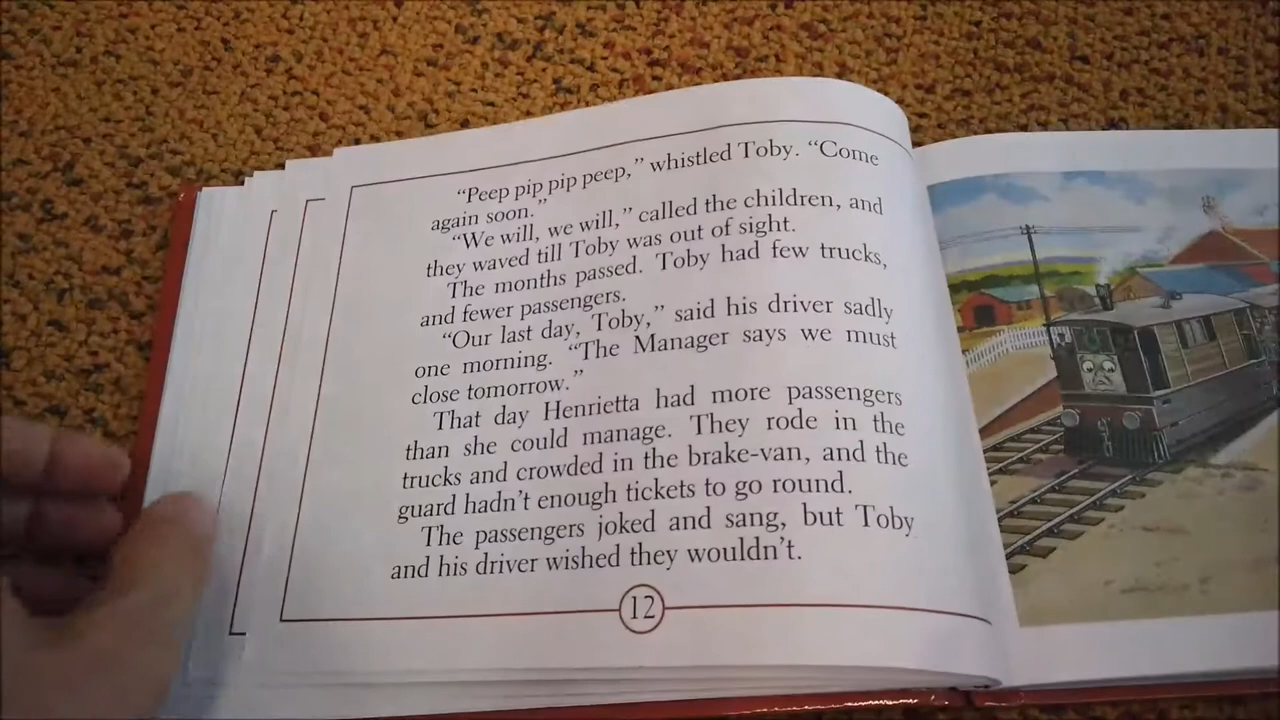 “Peep pip pip peep,” whistled Toby. “Come
again soon.”
“We will, we will,” called the children, and
they waved till Toby was out of sight.
The months passed. Toby had few trucks,
and fewer passengers.
“Our last day, Toby,” said his driver sadly
one morning. “The Manager says we must
close tomorrow.”
That day Henrietta had more passengers
than she could manage. They rode in the
trucks and crowded in the brake-van, and the
guard hadn’t enough tickets to go round.
The passengers joked and sang, but Toby
and his driver wished they wouldn’t.
12